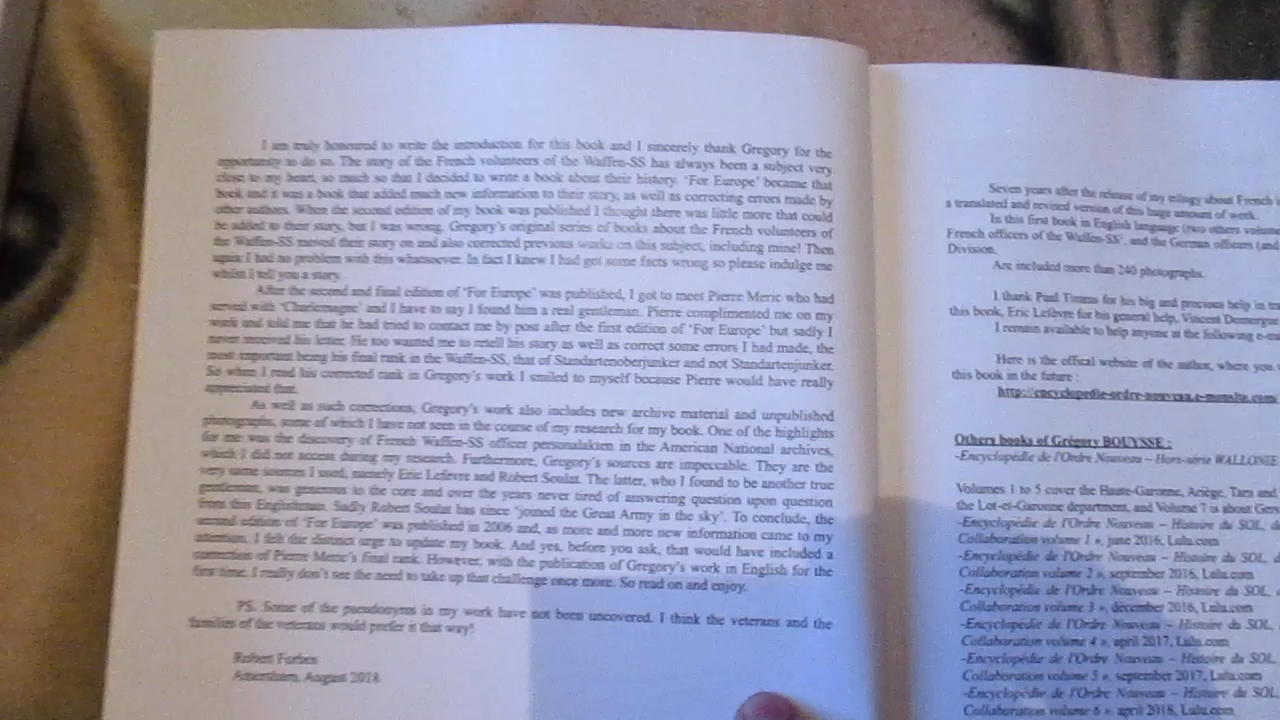 I am truly honoured to write the introduction for this book and I sincerely thank Gregory for the
opportunity to do so. The story of the French volunteers of the Waffen-SS has always been a subject very
close to my heart, so much so that I decided to write a book about their history. 'For Europe' became that
book and it was a book that added much new information to their story, as well as correcting errors made by
other authors. When the second edition of my book was published I thought there was little more that could
be added to their story, but I was wrong. Gregory's original series of books about the French volunteers of
the Waffen-SS moved their story on and also corrected previous works on this subject, including mine! Then
again I had no problem with this whatsoever. In fact I knew I had got some facts wrong so please indulge me
whilst I tell you a story.
After the second and final edition of 'For Europe' was published, I got to meet Pierre Meric who had
served with 'Charlemagne' and I have to say I found him a real gentleman. Pierre complimented me on my
work and told me that he had tried to contact me by post after the first edition of 'For Europe' but sadly I
never received his letter. He too wanted me to retell his story as well as correct some errors I had made, the
most important being his final rank in the Waffen-SS, that of Standartenoberjunker and not Standartenjunker.
So when I read his corrected rank in Gregory's work I smiled to myself because Pierre would have really
appreciated that.
As well as such corrections, Gregory's work also includes new archive material and unpublished
photographs, some of which I have not seen in the course of my research for my book. One of the highlights
for me was the discovery of French Waffen-SS officer personalakten in the American National archives,
which I did not access during my research. Furthermore, Gregory's sources are impeccable. They are the
very same sources I used, namely Eric Lefevre and Robert Soulat. The latter, who I found to be another true
gentleman, was generous to the core and over the years never tired of answering question upon question
from this Englishman. Sadly Robert Soulat has since 'joined the Great Army in the sky'. To conclude, the
second edition of 'For Europe' was published in 2006 and, as more and more new information came to my
attention, I felt the distinct urge to update my book. And yes, before you ask, that would have included a
correction of Pierre Meric's final rank. However, with the publication of Gregory's work in English for the
first time, I really don't see the need to take up that challenge once more. So read on and enjoy.
PS. Some of the pseudonyms in my work have not been uncovered. I think the veterans and the
families of the veterans would prefer it that way!
Robert Forbes
Amersham, August 2018
Seven years after the release of my trilogy about French
a translated and revised version of this huge amount of work.
In this first book in English language (two others
French officers of the Waffen-SS¹, and the German officers
Division.
Are included more than 240 photographs.
I thank Paul Timms for his big and precious help in
this book, Eric Lefèvre for his general help, Vincent
I remain available to help anyone at the following
Here is the offical website of the author, where you
this book in the future :
http://encyclopedie-ordre-nouveau.e-monsite.com
Others books of Grégory BOUYSSE :
-Encyclopédie de l'Ordre Nouveau – Hors-série WALLONIE
Volumes 1 to 5 cover the Haute-Garonne, Ariège, Tarn and
the Lot-et-Garonne department, and Volume 7 is about
-Encyclopédie de l'Ordre Nouveau – Histoire du SOL,
Collaboration volume 1 », june 2016, Lulu.com
-Encyclopédie de l'Ordre Nouveau – Histoire du SOL,
Collaboration volume 2 », september 2016, Lulu.com
-Encyclopédie de l'Ordre Nouveau – Histoire du SOL,
Collaboration volume 3 », décember 2016, Lulu.com
-Encyclopédie de l'Ordre Nouveau – Histoire du SOL,
Collaboration volume 4 », april 2017, Lulu.com
-Encyclopédie de l'Ordre Nouveau – Histoire du SOL,
Collaboration volume 5 », september 2017, Lulu.com
-Encyclopédie de l'Ordre Nouveau – Histoire du SOL,
Collaboration volume 6 », april 2018, Lulu.com